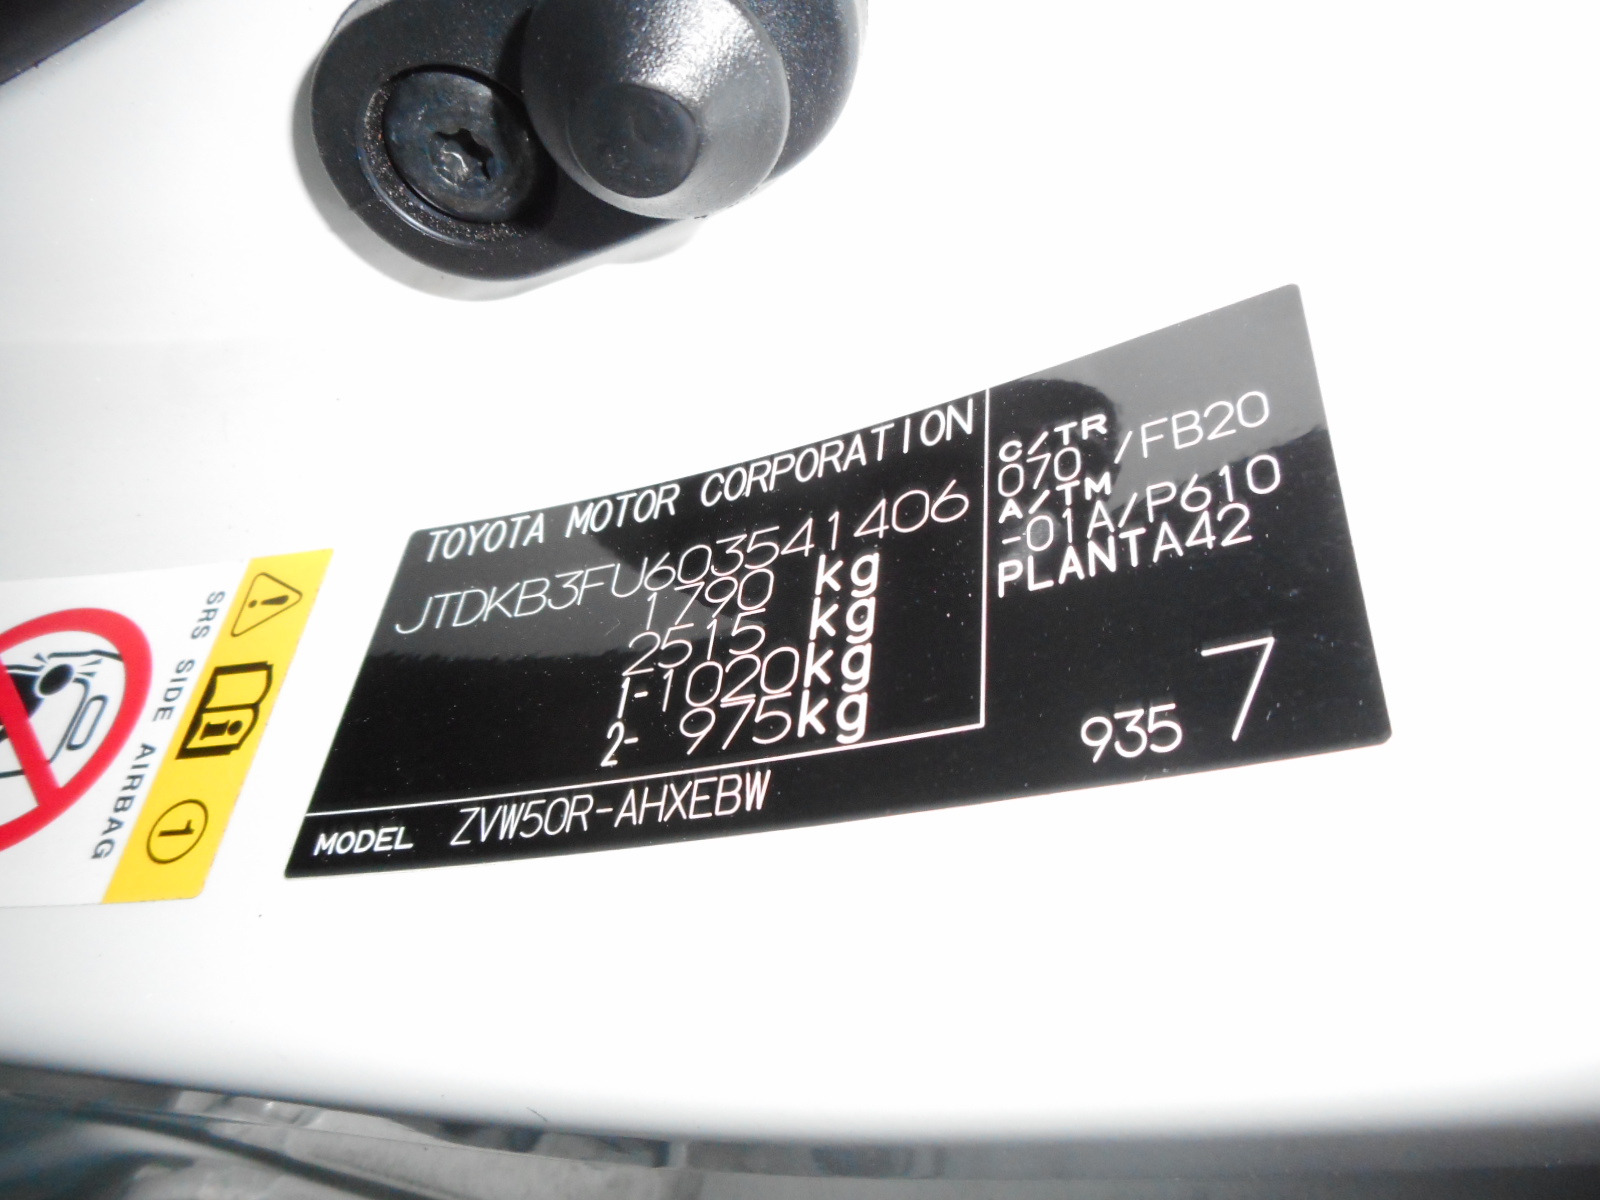 TOYOTA MOTOR CORPORATION
JTDKB3FU603541406
1790 kg
2515 kg
1-1020kg
2- 975kg
MODEL ZVW50R-AHXEBW
C/TR
070 /FB20
A/TM
-01A/P610
PLANTA42
935 7
SRS SIDE AIRBAG
1